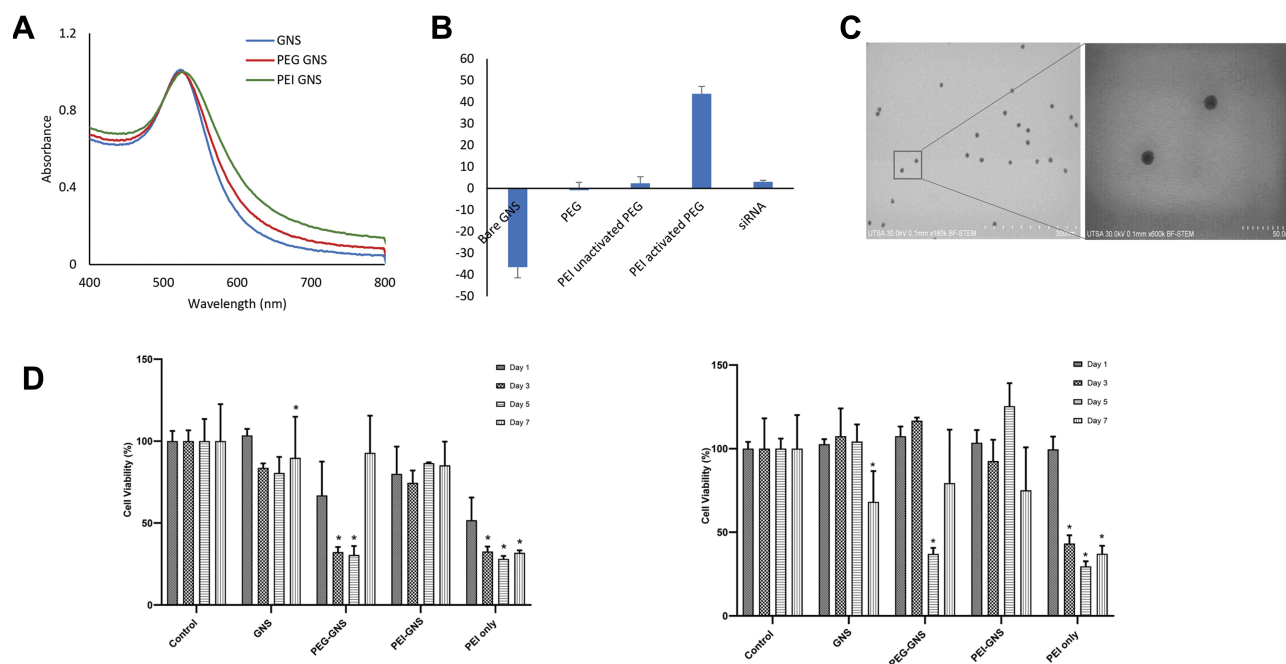 A
1.2
0.8
0.4
0
400
500
600
700
800
Absorbance
Wavelength (nm)
GNS
PEG GNS
PEI GNS
B
60
50
40
30
20
10
0
-10
-20
-30
-40
-50
Bare GNS
PEG
PEI unactivated PEG
PEI activated PEG
siRNA
C
UTSA 30.0kV 0.1mm x180k BF-STEM
UTSA 30.0kV 0.1mm x600k BF-STEM
D
150
100
50
0
Cell Viability (%)
Day 1
Day 3
Day 5
Day 7
*
* *
* * *
Control
GNS
PEG-GNS
PEI-GNS
PEI only
150
100
50
0
Cell Viability (%)
Day 1
Day 3
Day 5
Day 7
*
*
* * *
Control
GNS
PEG-GNS
PEI-GNS
PEI only